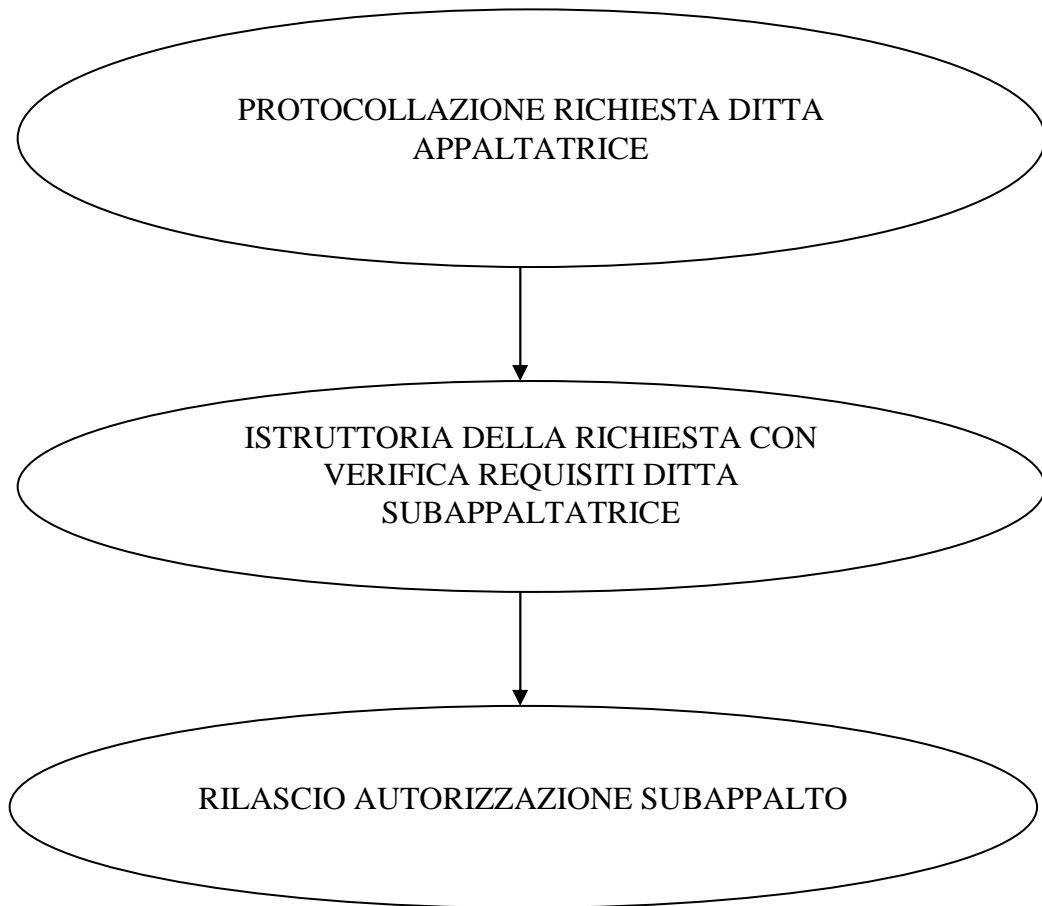 PROTOCOLLAZIONE RICHIESTA DITTA
APPALTATRICE
ISTRUTTORIA DELLA RICHIESTA CON
VERIFICA REQUISITI DITTA
SUBAPPALTATRICE
RILASCIO AUTORIZZAZIONE SUBAPPALTO